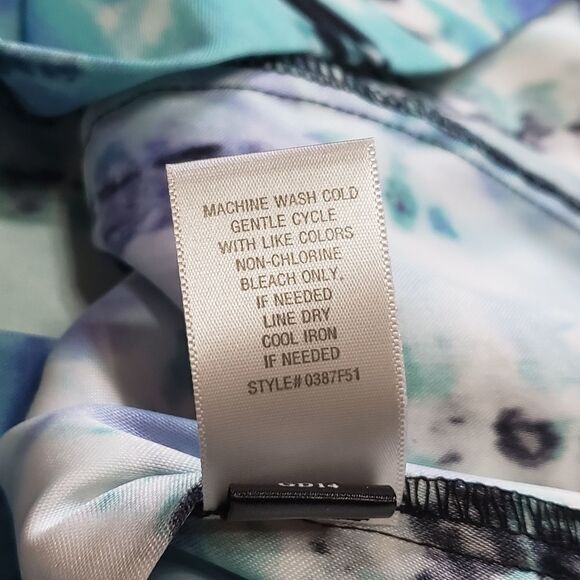 MACHINE WASH COLD
GENTLE CYCLE
WITH LIKE COLORS
NON-CHLORINE
BLEACH ONLY.
IF NEEDED
LINE DRY
COOL IRON
IF NEEDED
STYLE# 0387F51